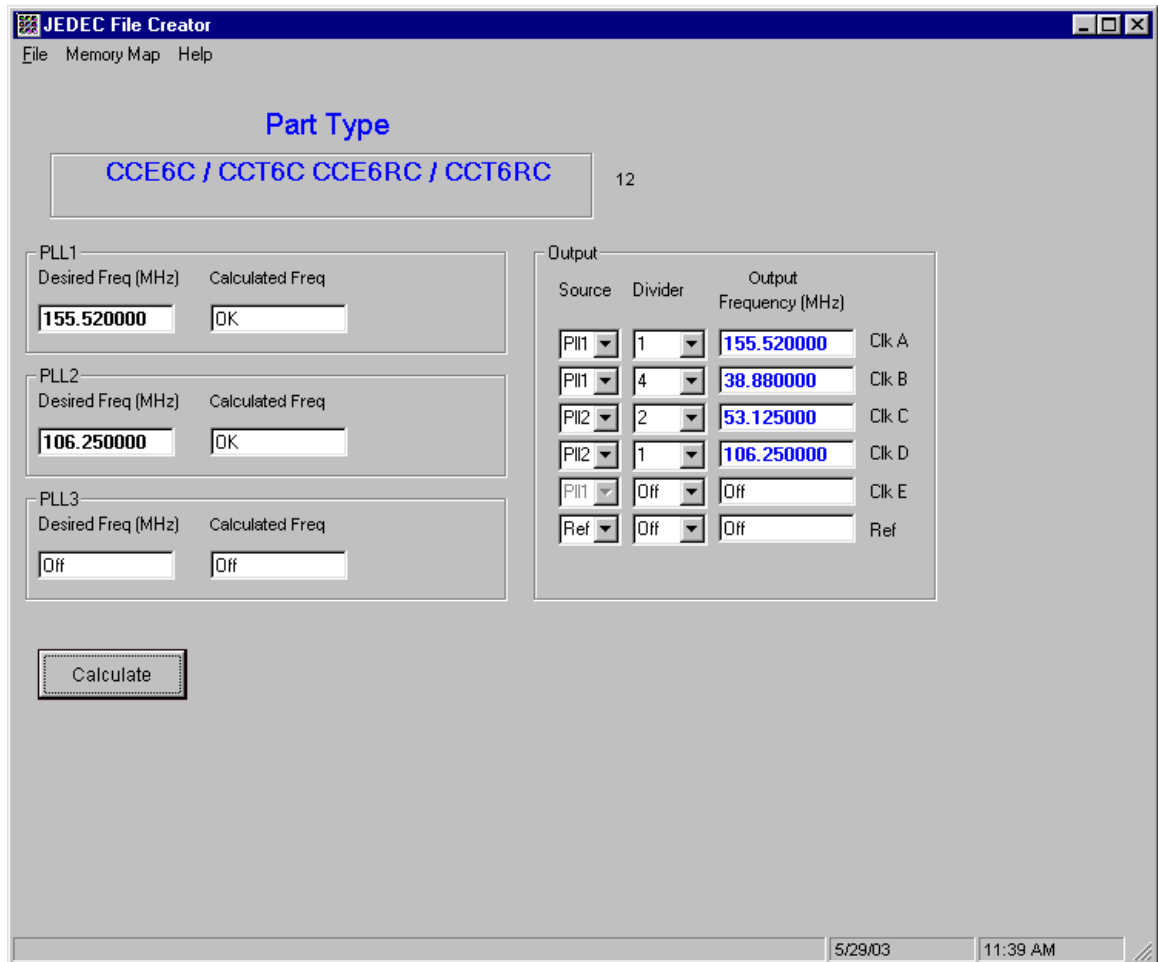 JEDEC File Creator
File Memory Map Help
Part Type
CCE6C / CCT6C CCE6RC / CCT6RC
12
PLL1
Desired Freq (MHz) Calculated Freq
155.520000 OK
PLL2
Desired Freq (MHz) Calculated Freq
106.250000 OK
PLL3
Desired Freq (MHz) Calculated Freq
Off Off
Output
Source Divider Output Frequency (MHz)
Pll1 1 155.520000 Clk A
Pll1 4 38.880000 Clk B
Pll2 2 53.125000 Clk C
Pll2 1 106.250000 Clk D
Pll1 Off Off Clk E
Ref Off Off Ref
Calculate
5/29/03 11:39 AM